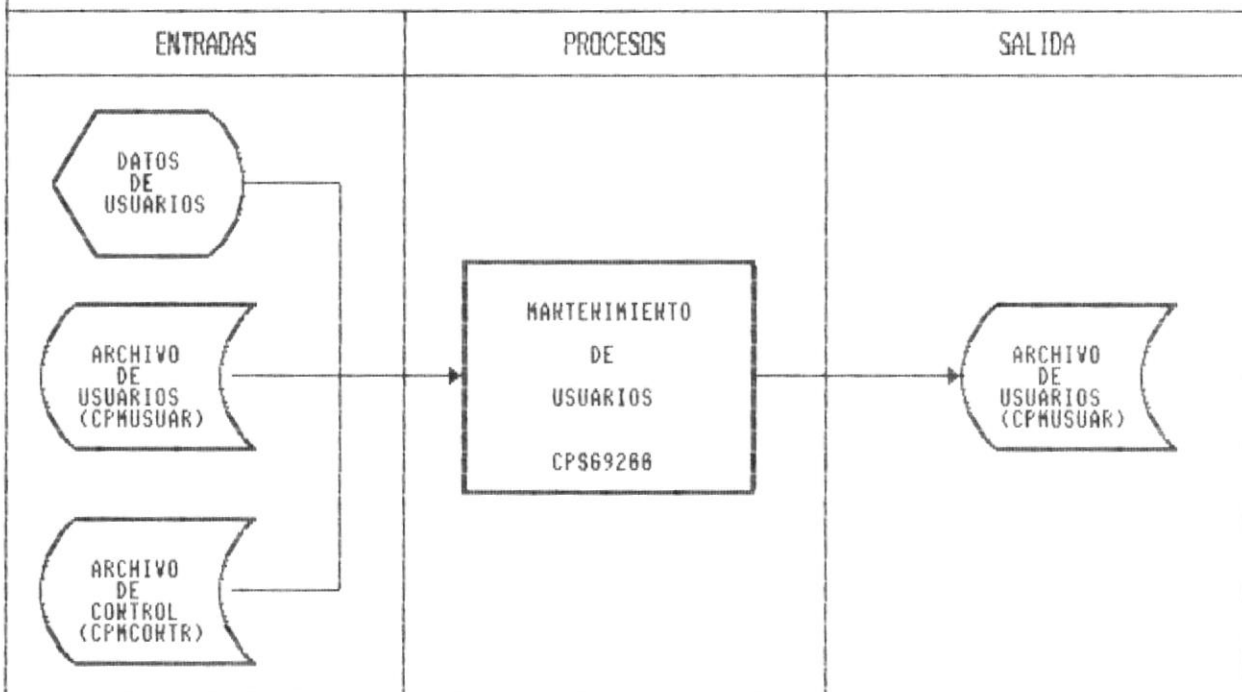 ENTRADAS
PROCESOS
SALIDA
DATOS
DE
USUARIOS
ARCHIVO
DE
USUARIOS
(CPMUSUAR)
ARCHIVO
DE
CONTROL
(CPMCONTR)
MANTENIMIENTO
DE
USUARIOS
CPS69200
ARCHIVO
DE
USUARIOS
(CPMUSUAR)